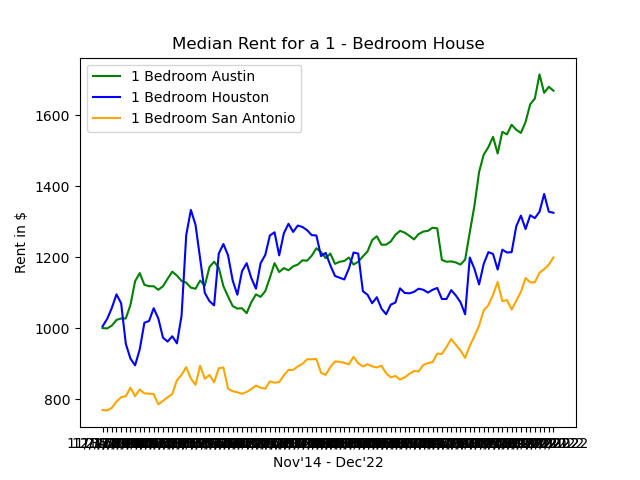 Median Rent for a 1 - Bedroom House
1 Bedroom Austin
1 Bedroom Houston
1 Bedroom San Antonio
1600
1400
1200
1000
800
Rent in $
Nov'14 - Dec'22